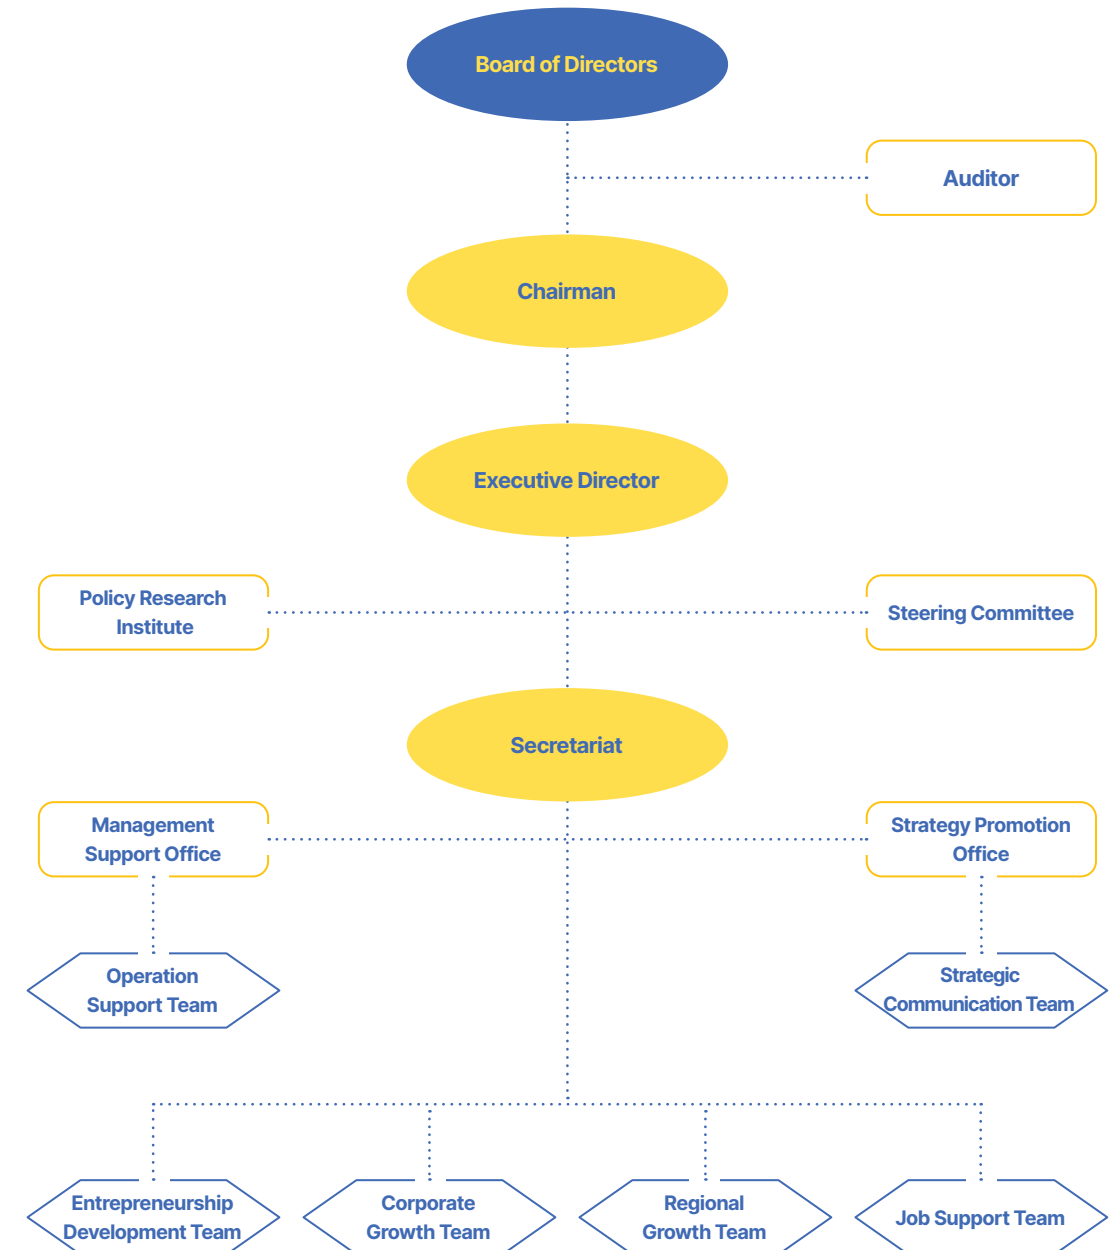 Board of Directors
Auditor
Chairman
Executive Director
Policy Research
Institute
Steering Committee
Secretariat
Management
Support Office
Strategy Promotion
Office
Operation
Support Team
Strategic
Communication Team
Entrepreneurship
Development Team
Corporate
Growth Team
Regional
Growth Team
Job Support Team